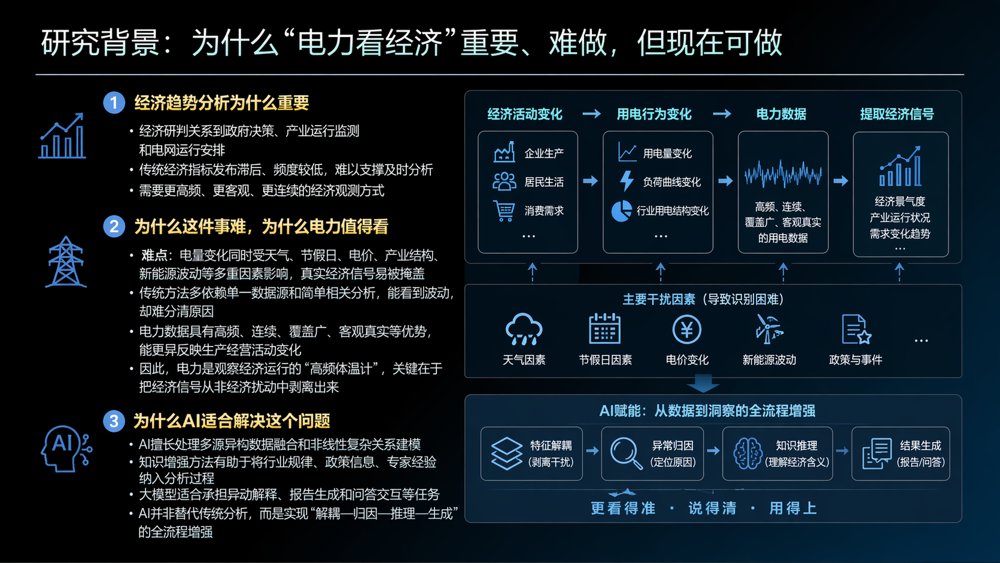 研究背景：为什么“电力看经济”重要、难做，但现在可做
1 经济趋势分析为什么重要
• 经济研判关系到政府决策、产业运行监测
和电网运行安排
• 传统经济指标发布滞后、频度较低，难以支撑及时分析
• 需要更高频、更客观、更连续的经济观测方式
2 为什么这件事难，为什么电力值得看
• 难点：电量变化同时受天气、节假日、电价、产业结构、
新能源波动等多重因素影响，真实经济信号易被掩盖
• 传统方法多依赖单一数据源和简单相关分析，能看到波动，
却难分清原因
• 电力数据具有高频、连续、覆盖广、客观真实等优势，
能更早反映生产经营活动变化
• 因此，电力是观察经济运行的“高频体温计”，关键在于
把经济信号从非经济扰动中剥离出来
3 为什么AI适合解决这个问题
• AI擅长处理多源异构数据融合和非线性复杂关系建模
• 知识增强方法有助于将行业规律、政策信息、专家经验
纳入分析过程
• 大模型适合承担异动解释、报告生成和问答交互等任务
• AI并非替代传统分析，而是实现“解耦—归因—推理—生成”
的全流程增强
AI
经济活动变化
企业生产
居民生活
消费需求
...
用电行为变化
用电量变化
负荷曲线变化
行业用电结构变化
...
电力数据
高频、连续、
覆盖广、客观真实
的用电数据
提取经济信号
经济景气度
产业运行状况
需求变化趋势
...
主要干扰因素（导致识别困难）
天气因素
节假日因素
¥
电价变化
新能源波动
政策与事件
...
AI赋能：从数据到洞察的全流程增强
特征解耦
(剥离干扰)
异常归因
(定位原因)
知识推理
(理解经济含义)
结果生成
(报告/问答)
更看得准 · 说得清 · 用得上